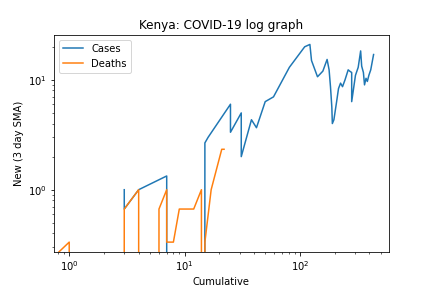 Kenya: COVID-19 log graph
Cases
Deaths
New (3 day SMA)
10¹
10⁰
10⁰ 10¹ 10²
Cumulative